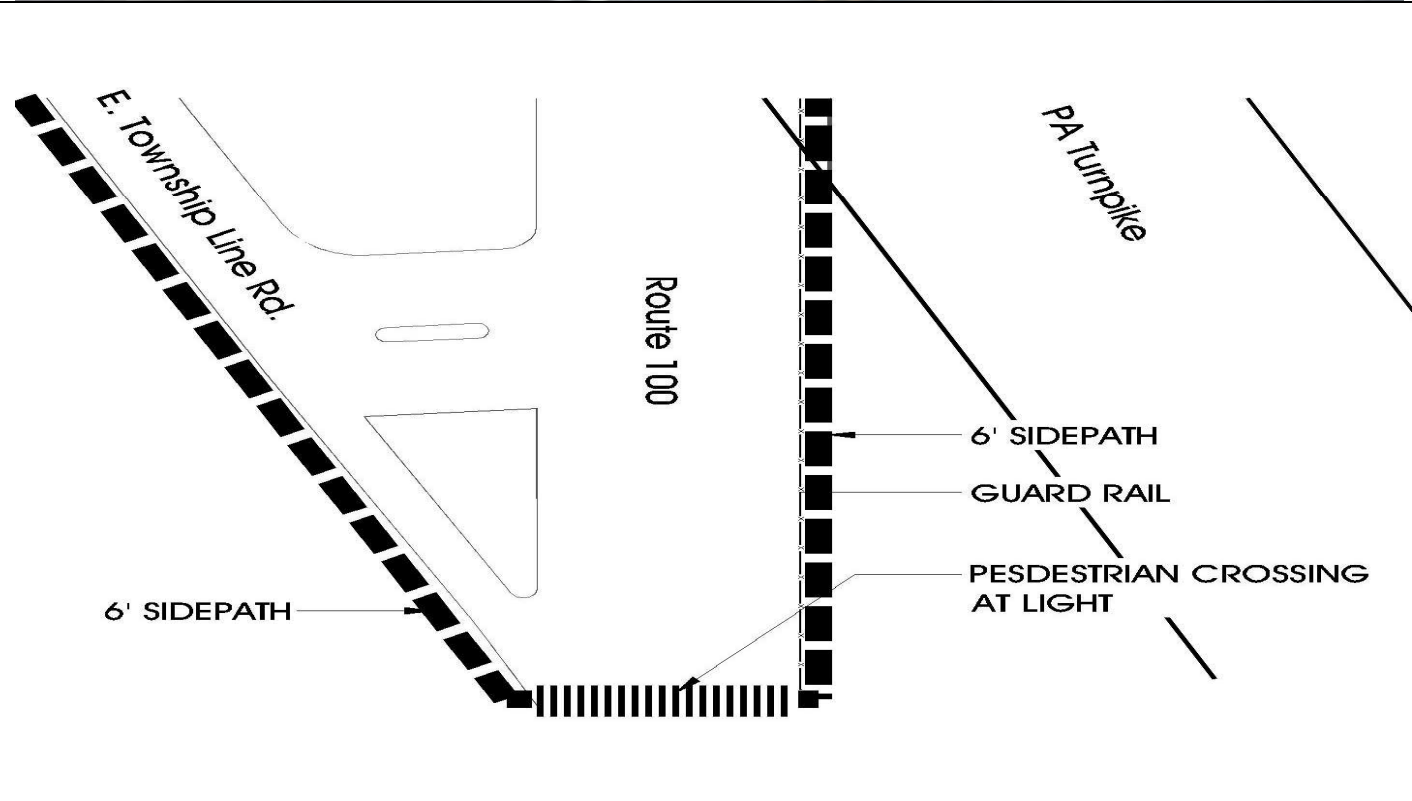 E. Township Line Rd.
PA Turnpike
Route 100
6' SIDEPATH
GUARD RAIL
PESDESTRIAN CROSSING
AT LIGHT
6' SIDEPATH